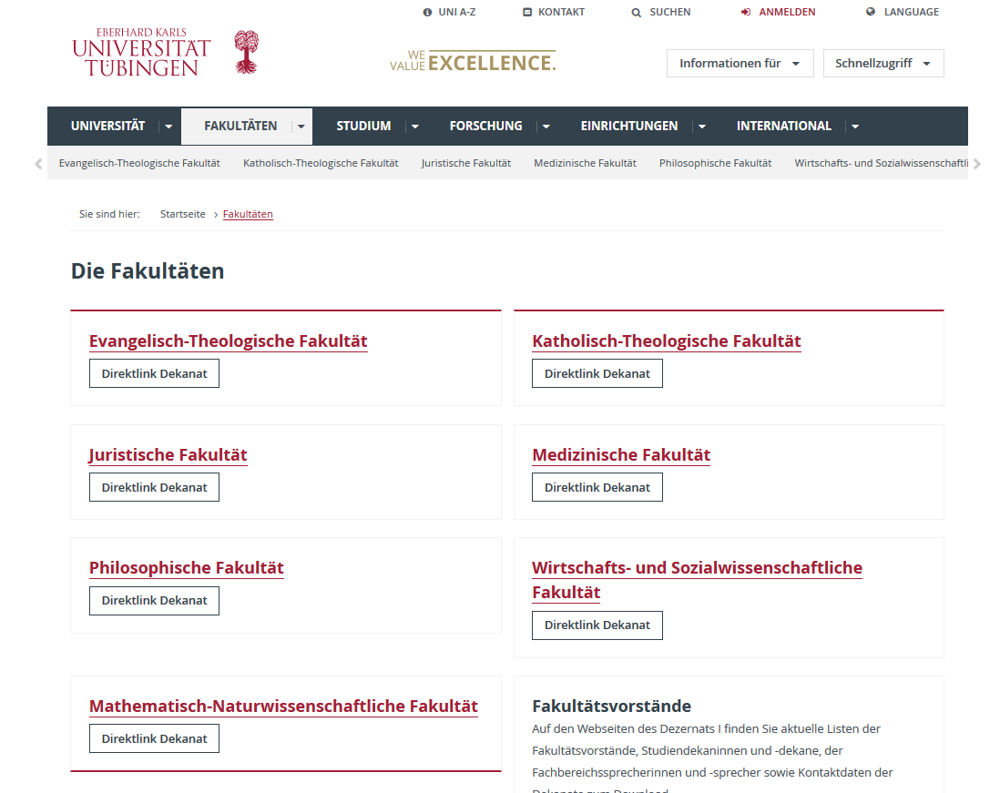 UNI A-Z
KONTAKT
SUCHEN
ANMELDEN
LANGUAGE
EBERHARD KARLS
UNIVERSITÄT
TÜBINGEN
WE
VALUE EXCELLENCE.
Informationen für
Schnellzugriff
UNIVERSITÄT
FAKULTÄTEN
STUDIUM
FORSCHUNG
EINRICHTUNGEN
INTERNATIONAL
Evangelisch-Theologische Fakultät
Katholisch-Theologische Fakultät
Juristische Fakultät
Medizinische Fakultät
Philosophische Fakultät
Wirtschafts- und Sozialwissenschaftli
Sie sind hier: Startseite Fakultäten
Die Fakultäten
Evangelisch-Theologische Fakultät
Direktlink Dekanat
Katholisch-Theologische Fakultät
Direktlink Dekanat
Juristische Fakultät
Direktlink Dekanat
Medizinische Fakultät
Direktlink Dekanat
Philosophische Fakultät
Direktlink Dekanat
Wirtschafts- und Sozialwissenschaftliche
Fakultät
Direktlink Dekanat
Mathematisch-Naturwissenschaftliche Fakultät
Direktlink Dekanat
Fakultätsvorstände
Auf den Webseiten des Dezernats I finden Sie aktuelle Listen der
Fakultätsvorstände, Studiendekaninnen und -dekane, der
Fachbereichssprecherinnen und -sprecher sowie Kontaktdaten der
Dekanate zum Download